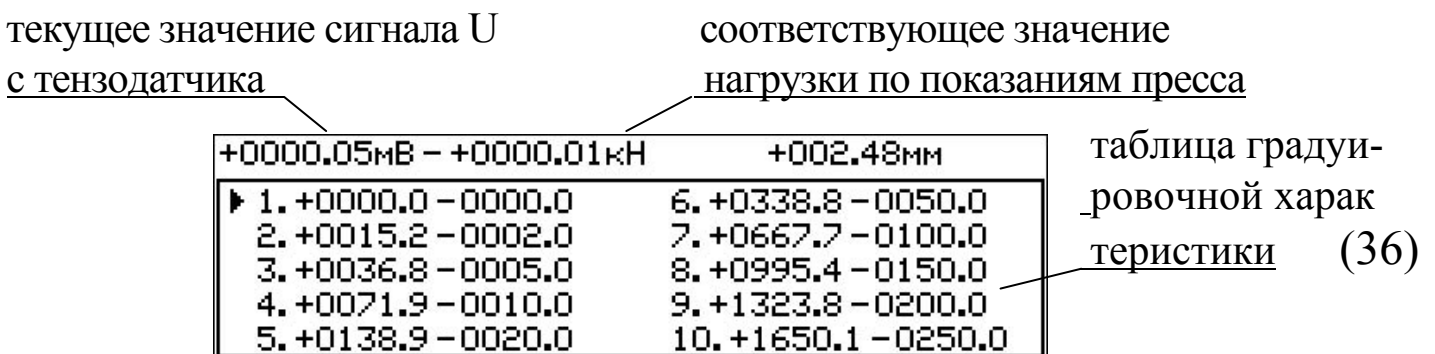 текущее значение сигнала U
с тензодатчика
соответствующее значение
нагрузки по показаниям пресса
+0000.05мВ – +0000.01кН +002.48мм
1. +0000.0 –0000.0
2. +0015.2 –0002.0
3. +0036.8 –0005.0
4. +0071.9 –0010.0
5. +0138.9 –0020.0
6. +0338.8 –0050.0
7. +0667.7 –0100.0
8. +0995.4 –0150.0
9. +1323.8 –0200.0
10. +1650.1 –0250.0
таблица градуи-
ровочной харак
теристики (36)